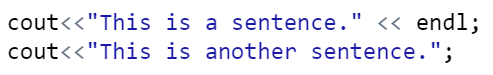 cout<<"This is a sentence." << endl;
cout<<"This is another sentence.";